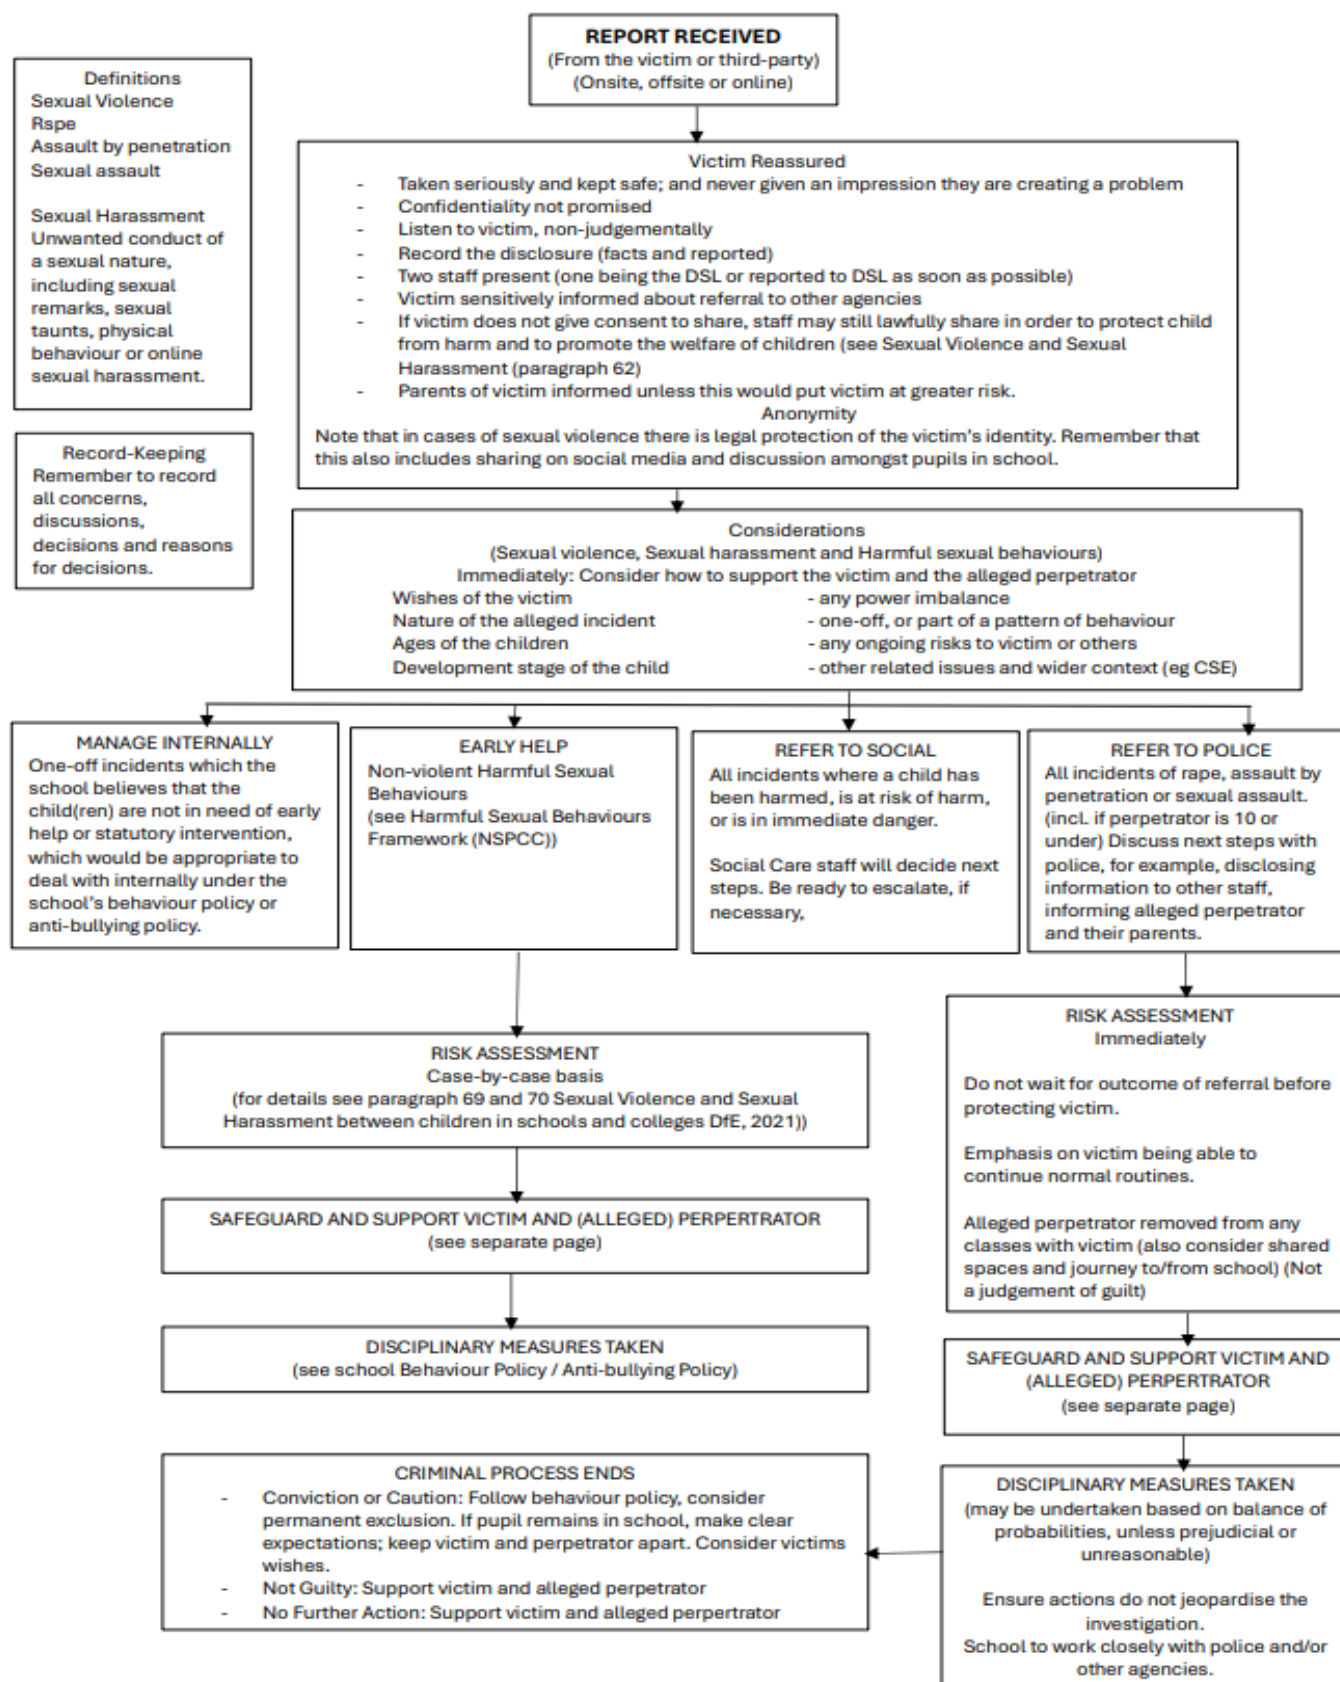 REPORT RECEIVED
(From the victim or third-party)
(Onsite, offsite or online)
Definitions
Sexual Violence
Rspe
Assault by penetration
Sexual assault
Sexual Harassment
Unwanted conduct of
a sexual nature,
including sexual
remarks, sexual
taunts, physical
behaviour or online
sexual harassment.
Record-Keeping
Remember to record
all concerns,
discussions,
decisions and reasons
for decisions.
Victim Reassured
- Taken seriously and kept safe; and never given an impression they are creating a problem
- Confidentiality not promised
- Listen to victim, non-judgementally
- Record the disclosure (facts and reported)
- Two staff present (one being the DSL or reported to DSL as soon as possible)
- Victim sensitively informed about referral to other agencies
- If victim does not give consent to share, staff may still lawfully share in order to protect child
from harm and to promote the welfare of children (see Sexual Violence and Sexual
Harassment (paragraph 62)
- Parents of victim informed unless this would put victim at greater risk.
Anonymity
Note that in cases of sexual violence there is legal protection of the victim's identity. Remember that
this also includes sharing on social media and discussion amongst pupils in school.
Considerations
(Sexual violence, Sexual harassment and Harmful sexual behaviours)
Immediately: Consider how to support the victim and the alleged perpetrator
Wishes of the victim - any power imbalance
Nature of the alleged incident - one-off, or part of a pattern of behaviour
Ages of the children - any ongoing risks to victim or others
Development stage of the child - other related issues and wider context (eg CSE)
MANAGE INTERNALLY
One-off incidents which the
school believes that the
child(ren) are not in need of early
help or statutory intervention,
which would be appropriate to
deal with internally under the
school's behaviour policy or
anti-bullying policy.
EARLY HELP
Non-violent Harmful Sexual
Behaviours
(see Harmful Sexual Behaviours
Framework (NSPCC))
REFER TO SOCIAL
All incidents where a child has
been harmed, is at risk of harm,
or is in immediate danger.
Social Care staff will decide next
steps. Be ready to escalate, if
necessary,
REFER TO POLICE
All incidents of rape, assault by
penetration or sexual assault.
(incl. if perpetrator is 10 or
under) Discuss next steps with
police, for example, disclosing
information to other staff,
informing alleged perpetrator
and their parents.
RISK ASSESSMENT
Case-by-case basis
(for details see paragraph 69 and 70 Sexual Violence and Sexual
Harassment between children in schools and colleges DfE, 2021))
SAFEGUARD AND SUPPORT VICTIM AND (ALLEGED) PERPERTRATOR
(see separate page)
DISCIPLINARY MEASURES TAKEN
(see school Behaviour Policy / Anti-bullying Policy)
RISK ASSESSMENT
Immediately
Do not wait for outcome of referral before
protecting victim.
Emphasis on victim being able to
continue normal routines.
Alleged perpetrator removed from any
classes with victim (also consider shared
spaces and journey to/from school) (Not
a judgement of guilt)
SAFEGUARD AND SUPPORT VICTIM AND
(ALLEGED) PERPERTRATOR
(see separate page)
DISCIPLINARY MEASURES TAKEN
(may be undertaken based on balance of
probabilities, unless prejudicial or
unreasonable)
Ensure actions do not jeopardise the
investigation.
School to work closely with police and/or
other agencies.
CRIMINAL PROCESS ENDS
- Conviction or Caution: Follow behaviour policy, consider
permanent exclusion. If pupil remains in school, make clear
expectations; keep victim and perpetrator apart. Consider victims
wishes.
- Not Guilty: Support victim and alleged perpetrator
- No Further Action: Support victim and alleged perpertrator